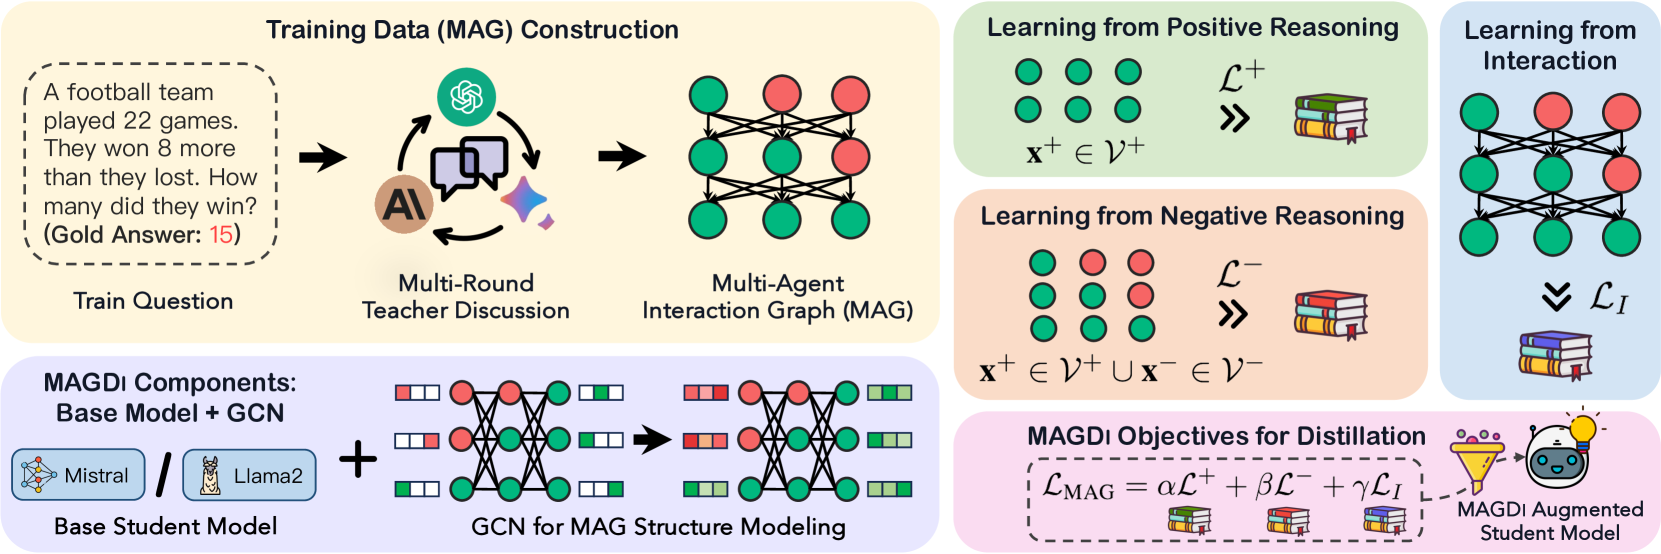 Training Data (MAG) Construction
A football team
played 22 games.
They won 8 more
than they lost. How
many did they win?
(Gold Answer: 15)
Train Question
Multi-Round
Teacher Discussion
Multi-Agent
Interaction Graph (MAG)
MAGDI Components:
Base Model + GCN
Mistral / Llama2
Base Student Model
+
GCN for MAG Structure Modeling
Learning from Positive Reasoning
𝓛⁺
x⁺ ∈ 𝒱⁺
Learning from Negative Reasoning
𝓛⁻
x⁺ ∈ 𝒱⁺ ∪ x⁻ ∈ 𝒱⁻
Learning from
Interaction
𝓛_I
MAGDI Objectives for Distillation
𝓛_MAG = α𝓛⁺ + β𝓛⁻ + γ𝓛_I
MAGDI Augmented
Student Model